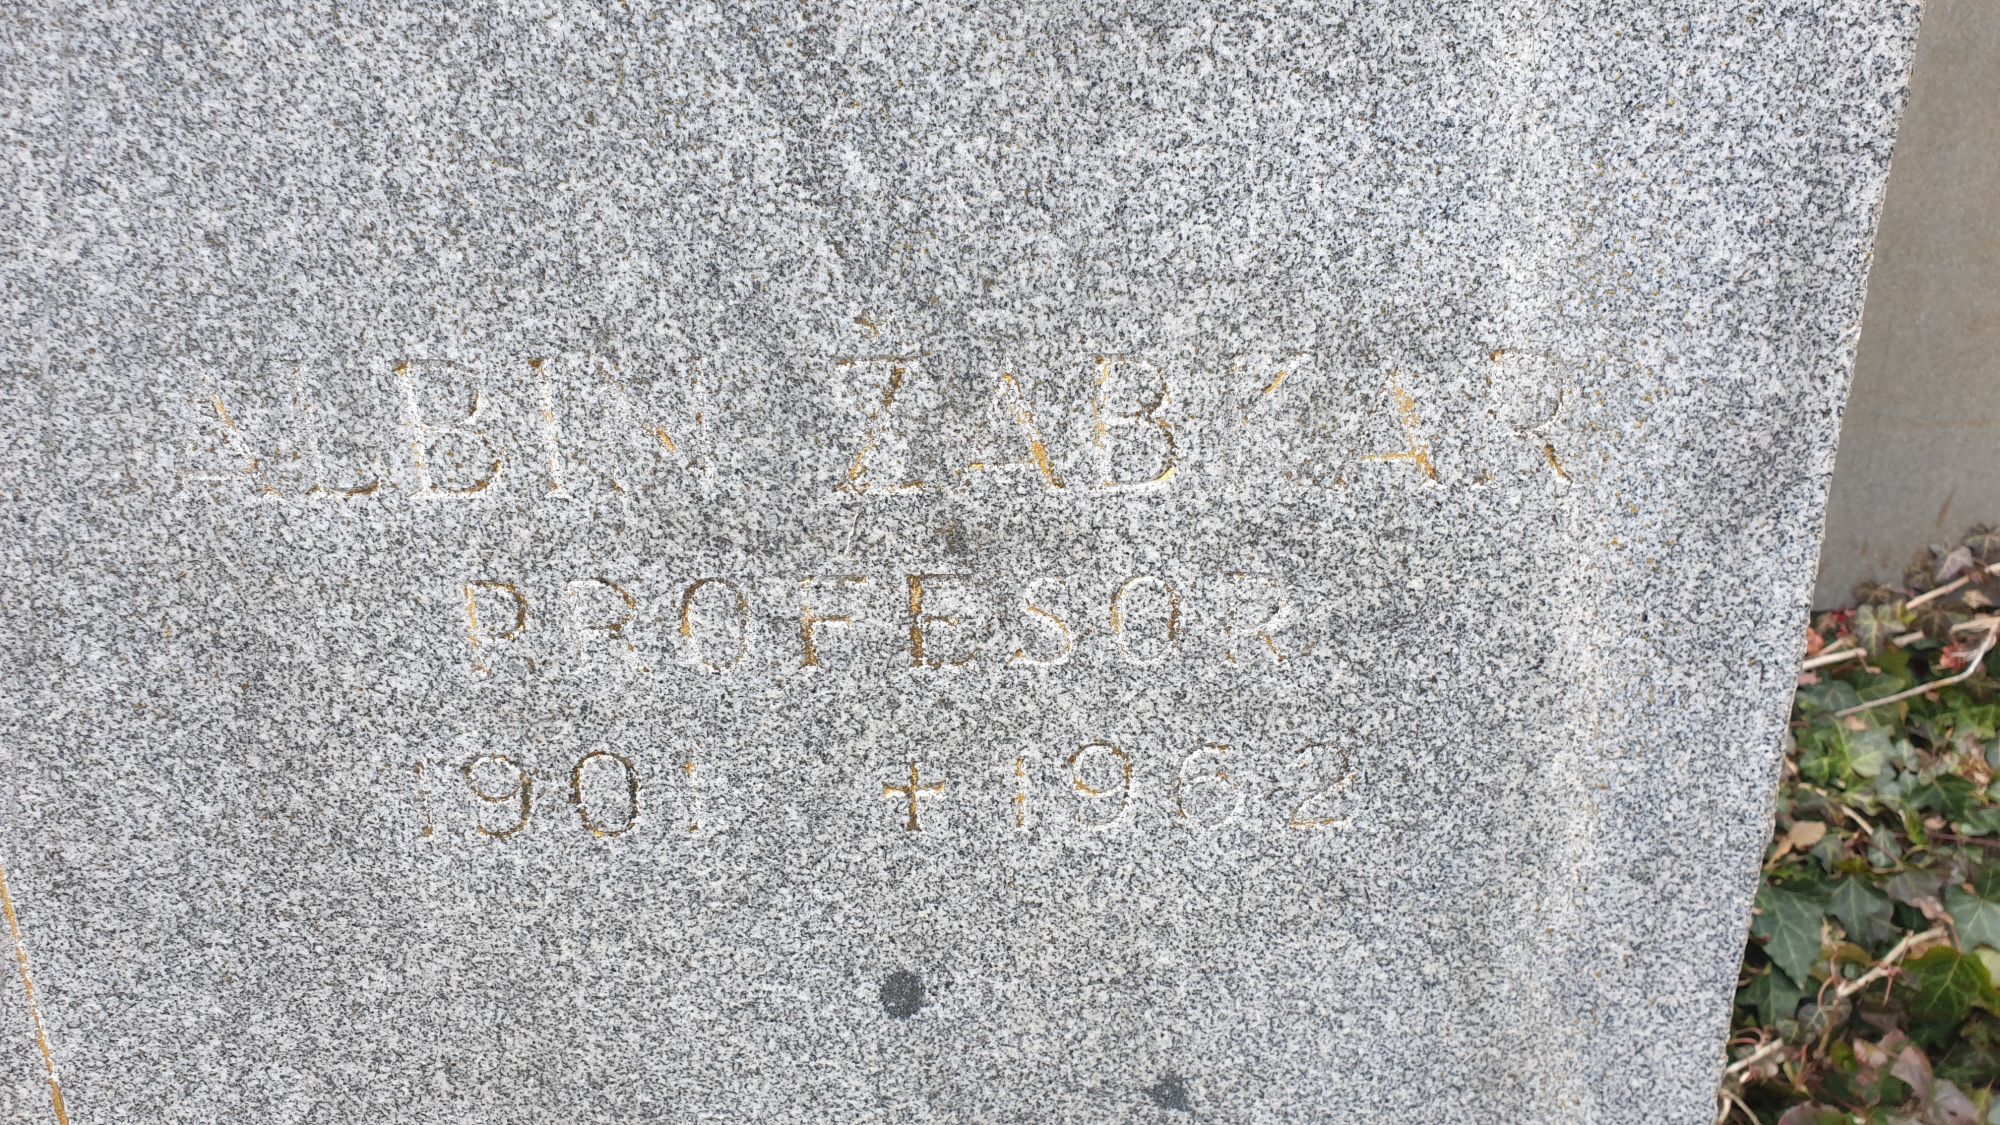 ALBIN ŽABKAR
PROFESOR
1901 + 1962